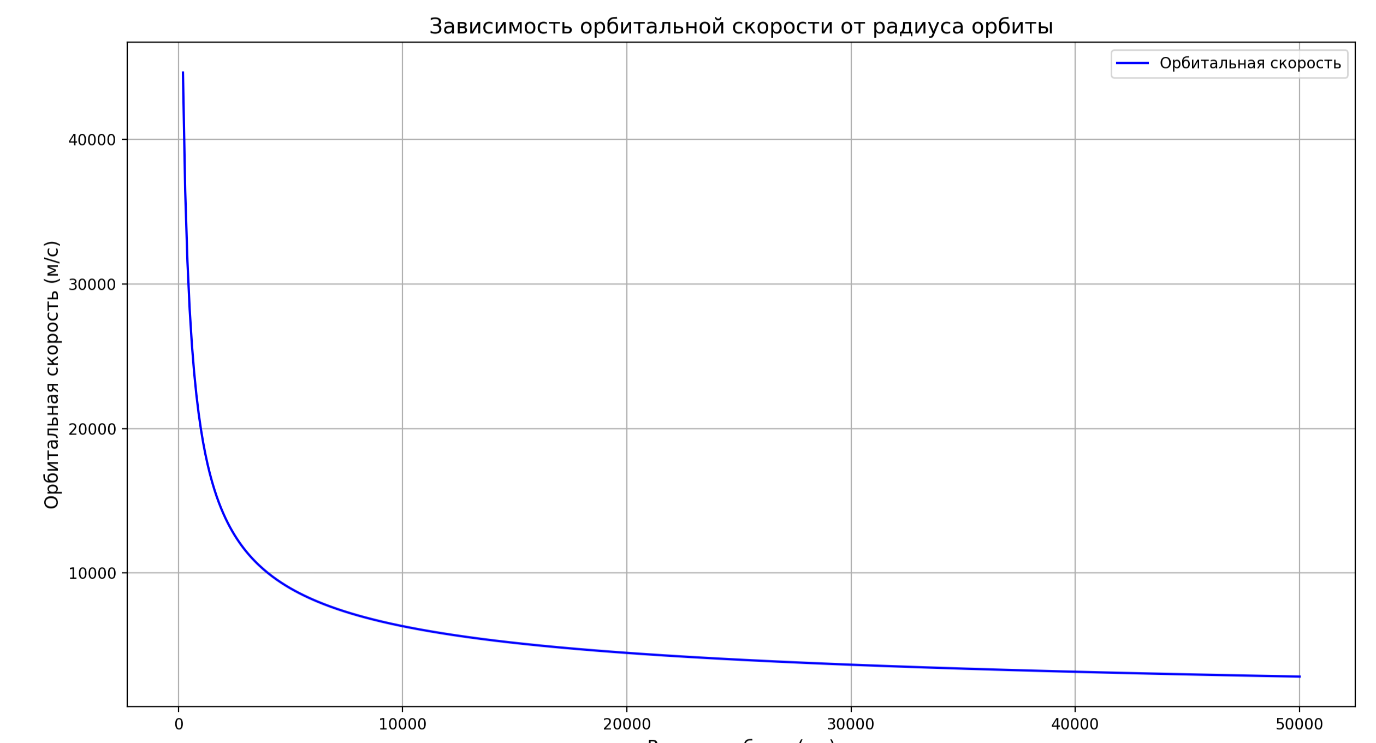 Зависимость орбитальной скорости от радиуса орбиты
Орбитальная скорость
Орбитальная скорость (м/с)
40000
30000
20000
10000
0 10000 20000 30000 40000 50000